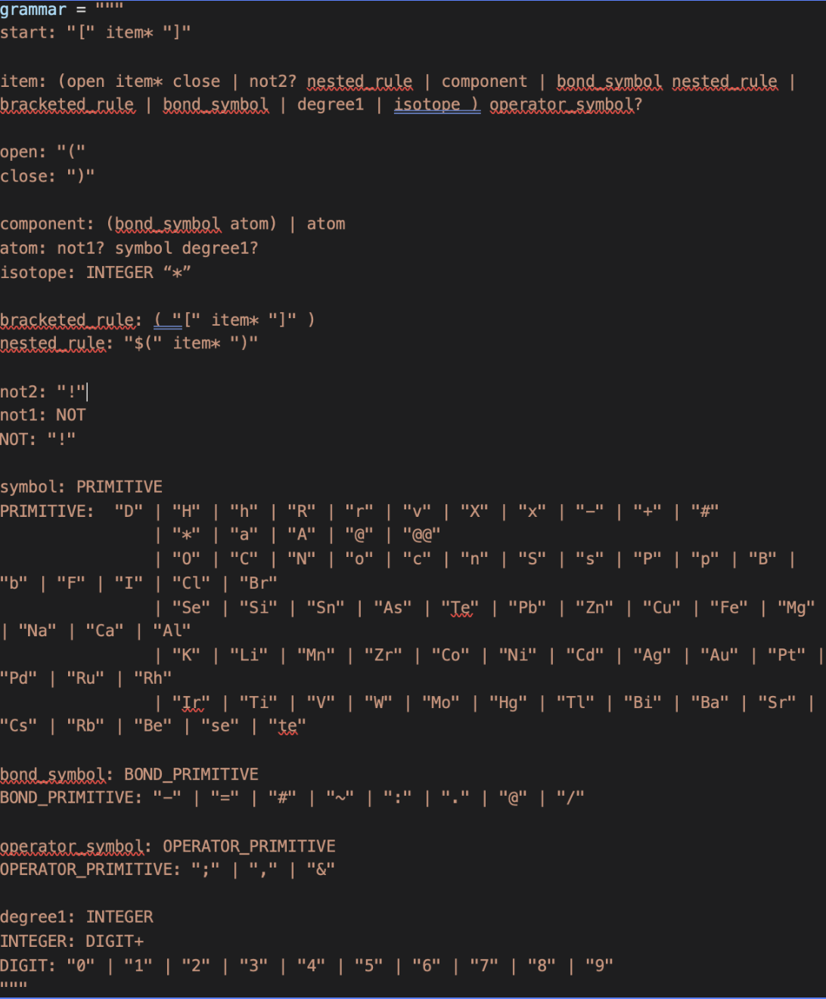 grammar = """
start: "[" item* "]"
item: (open item* close | not2? nested_rule | component | bond_symbol nested_rule |
bracketed_rule | bond_symbol | degree1 | isotope ) operator_symbol?
open: "("
close: ")"
component: (bond_symbol atom) | atom
atom: not1? symbol degree1?
isotope: INTEGER “*”
bracketed_rule: ( "[" item* "]" )
nested_rule: "$(" item* ")"
not2: "!"
not1: NOT
NOT: "!"
symbol: PRIMITIVE
PRIMITIVE:  "D" | "H" | "h" | "R" | "r" | "v" | "X" | "x" | "-" | "+" | "#"
| "*" | "a" | "A" | "@" | "@@"
| "O" | "C" | "N" | "o" | "c" | "n" | "S" | "s" | "P" | "p" | "B" |
"b" | "F" | "I" | "Cl" | "Br"
| "Se" | "Si" | "Sn" | "As" | "Te" | "Pb" | "Zn" | "Cu" | "Fe" | "Mg"
| "Na" | "Ca" | "Al"
| "K" | "Li" | "Mn" | "Zr" | "Co" | "Ni" | "Cd" | "Ag" | "Au" | "Pt" |
"Pd" | "Ru" | "Rh"
| "Ir" | "Ti" | "V" | "W" | "Mo" | "Hg" | "Tl" | "Bi" | "Ba" | "Sr" |
"Cs" | "Rb" | "Be" | "se" | "te"
bond_symbol: BOND_PRIMITIVE
BOND_PRIMITIVE: "-" | "=" | "#" | "~" | ":" | "." | "@" | "/"
operator_symbol: OPERATOR_PRIMITIVE
OPERATOR_PRIMITIVE: ";" | "," | "&"
degree1: INTEGER
INTEGER: DIGIT+
DIGIT: "0" | "1" | "2" | "3" | "4" | "5" | "6" | "7" | "8" | "9"
"""